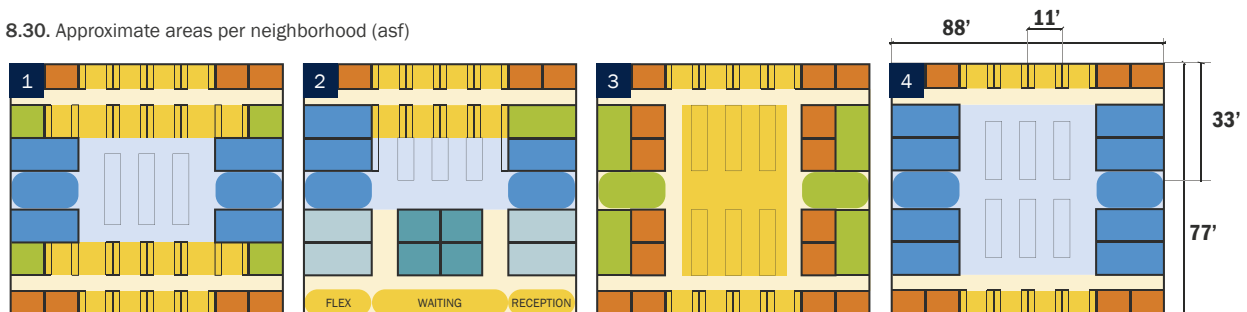 8.30. Approximate areas per neighborhood (asf)
88’ 11’
1 2 3 4
33’
77’
FLEX WAITING RECEPTION